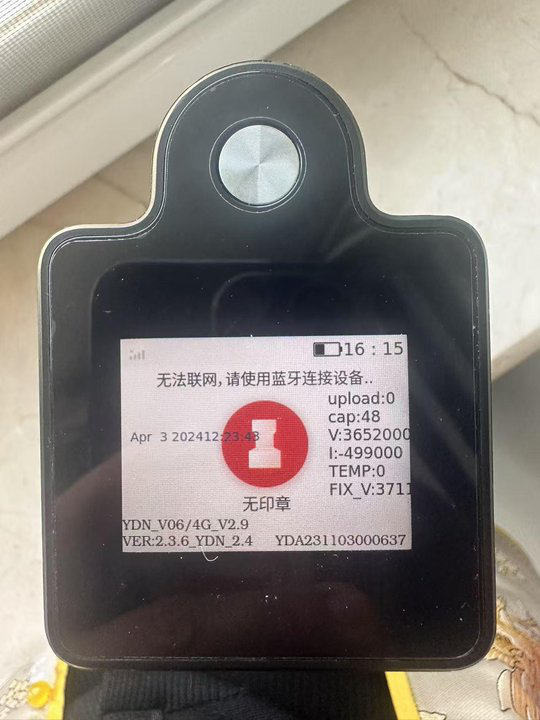 16 : 15
无法联网,请使用蓝牙连接设备..
upload:0
cap:48
Apr 3 202412:23:43
V:3652000
I:-499000
TEMP:0
FIX_V:3711
无印章
YDN_V06/4G_V2.9
VER:2.3.6_YDN_2.4 YDA231103000637